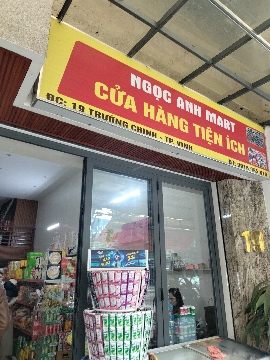 NGỌC ANH MART
CỬA HÀNG TIỆN ÍCH
ĐC: 19 TRƯỜNG CHINH - TP. VINH